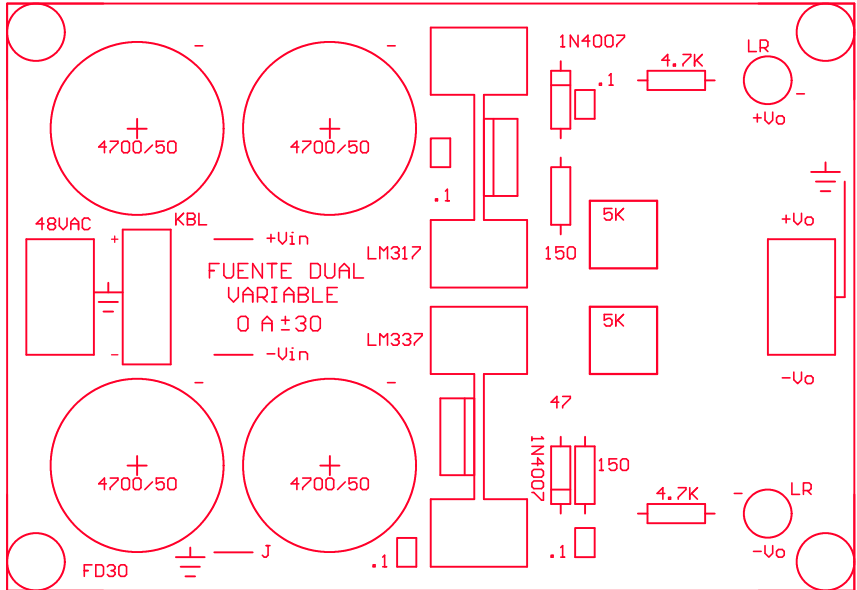 1N4007
LR
4.7K
.1
+Vo
4700/50
4700/50
.1
48VAC
KBL
+Vin
LM317
150
5K
+Vo
FUENTE DUAL
VARIABLE
0 A ±30
-Vin
LM337
5K
-Vo
47
1N4007
150
4700/50
4700/50
4.7K
LR
-Vo
J
.1
.1
FD30